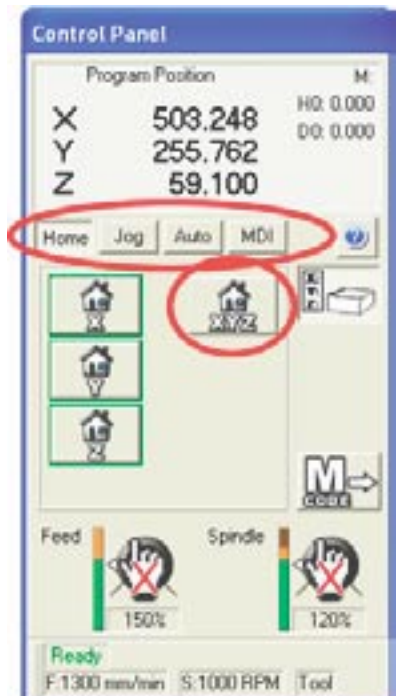 Control Panel
Program Position M:
X 503.248 H0: 0.000
Y 255.762 D0: 0.000
Z 59.100
Home Jog Auto MDI
X XYZ
Y
Z
M
CODE
Feed Spindle
150% 120%
Ready
F:1300 mm/min S:1000 RPM Tool